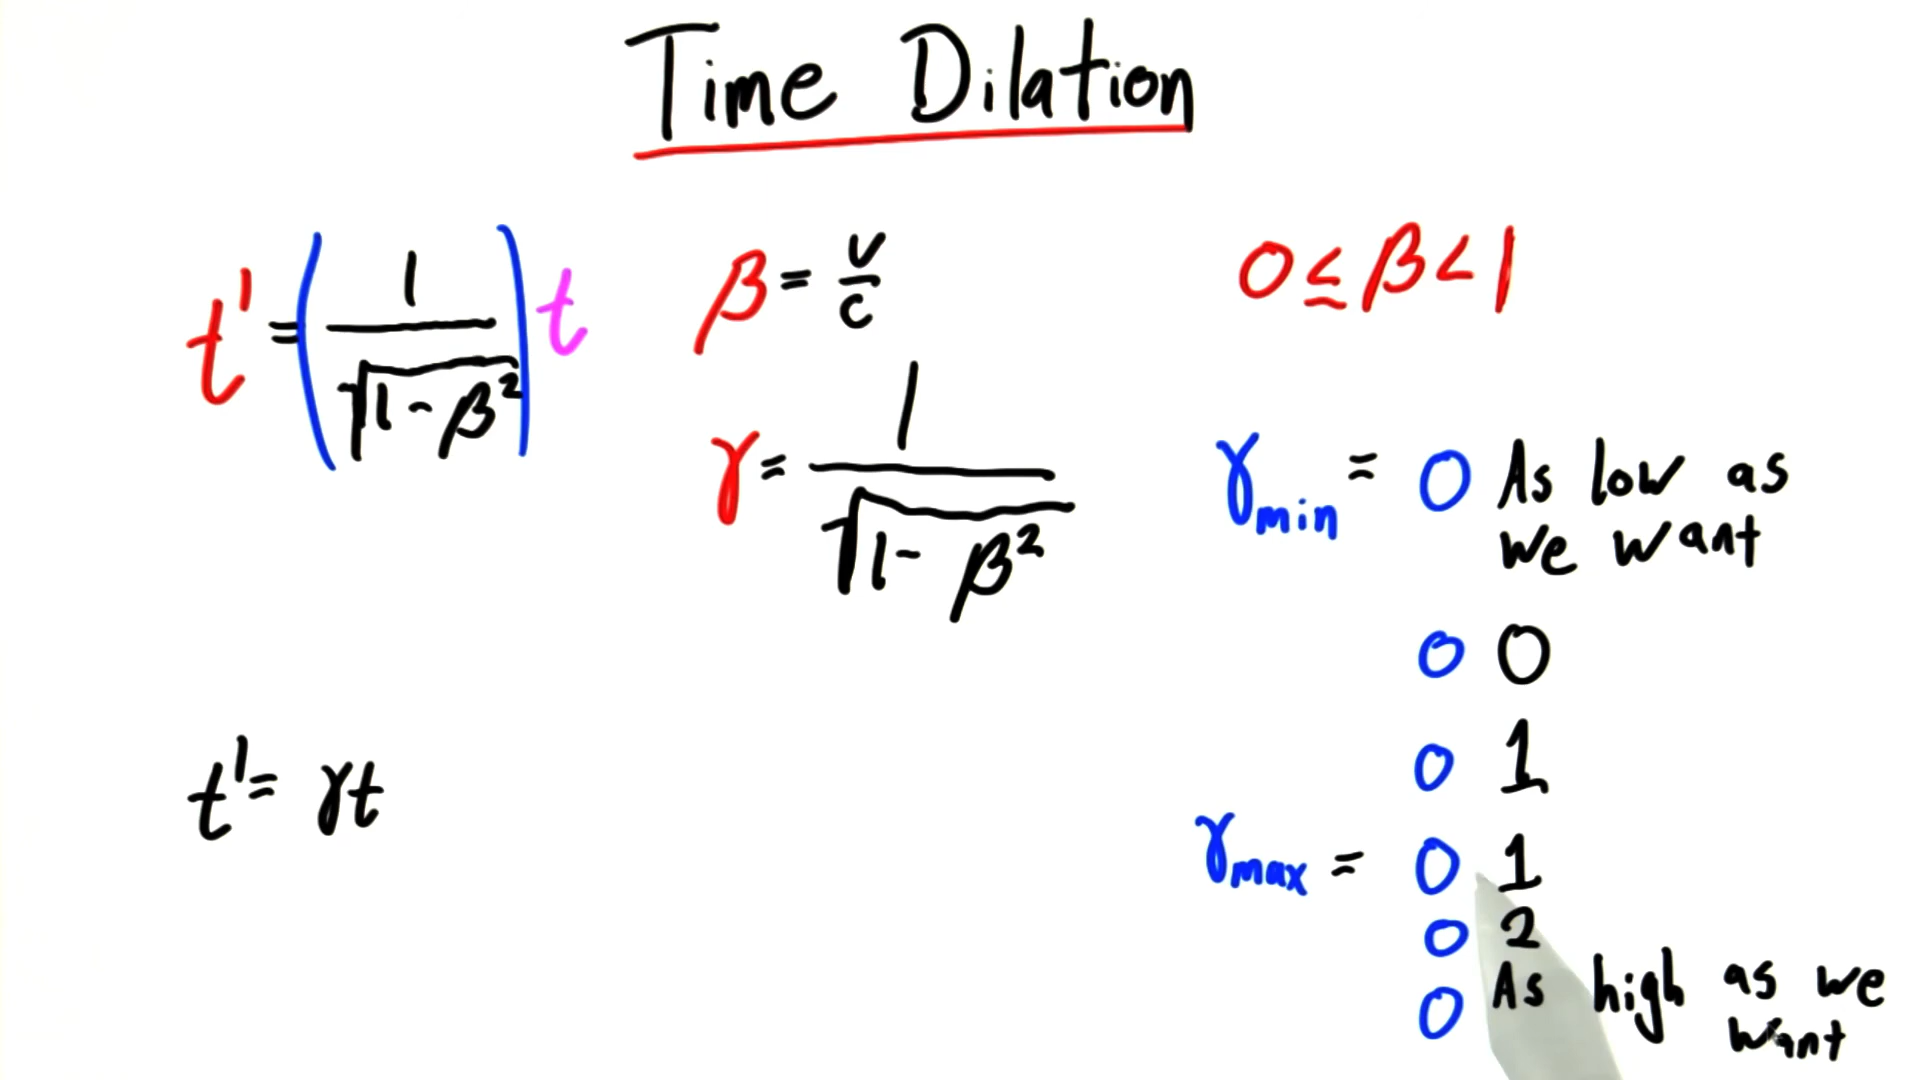 Time Dilation
t' = (1 / √(1-β²)) t
β = v/c
0 ≤ β < 1
γ = 1 / √(1-β²)
γmin = O As low as
we want
O 0
O 1
t' = γt
γmax = O 1
O 2
O As high as we
want